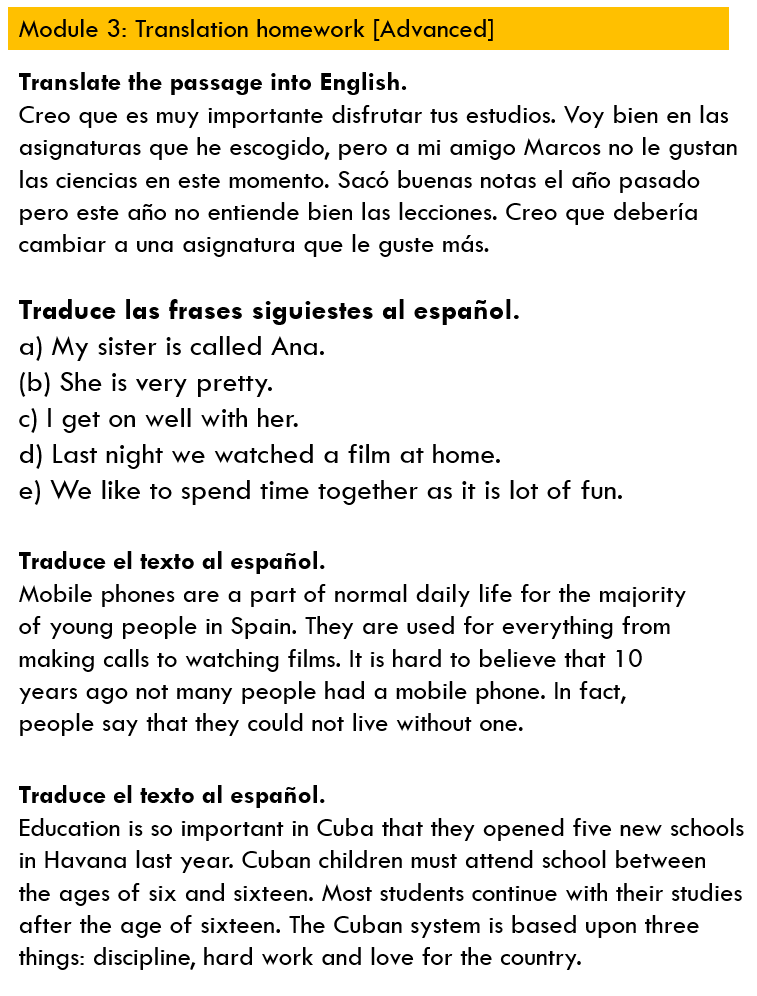 Module 3: Translation homework [Advanced]
Translate the passage into English.
Creo que es muy importante disfrutar tus estudios. Voy bien en las
asignaturas que he escogido, pero a mi amigo Marcos no le gustan
las ciencias en este momento. Sacó buenas notas el año pasado
pero este año no entiende bien las lecciones. Creo que debería
cambiar a una asignatura que le guste más.
Traduce las frases siguiestes al español.
a) My sister is called Ana.
(b) She is very pretty.
c) I get on well with her.
d) Last night we watched a film at home.
e) We like to spend time together as it is lot of fun.
Traduce el texto al español.
Mobile phones are a part of normal daily life for the majority
of young people in Spain. They are used for everything from
making calls to watching films. It is hard to believe that 10
years ago not many people had a mobile phone. In fact,
people say that they could not live without one.
Traduce el texto al español.
Education is so important in Cuba that they opened five new schools
in Havana last year. Cuban children must attend school between
the ages of six and sixteen. Most students continue with their studies
after the age of sixteen. The Cuban system is based upon three
things: discipline, hard work and love for the country.